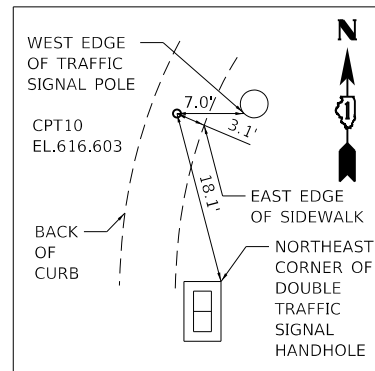 WEST EDGE
OF TRAFFIC
SIGNAL POLE
N
7.0'
3.1'
1
CPT10
EL.616.603
18.1'
EAST EDGE
OF SIDEWALK
BACK
OF
CURB
NORTHEAST
CORNER OF
DOUBLE
TRAFFIC
SIGNAL
HANDHOLE